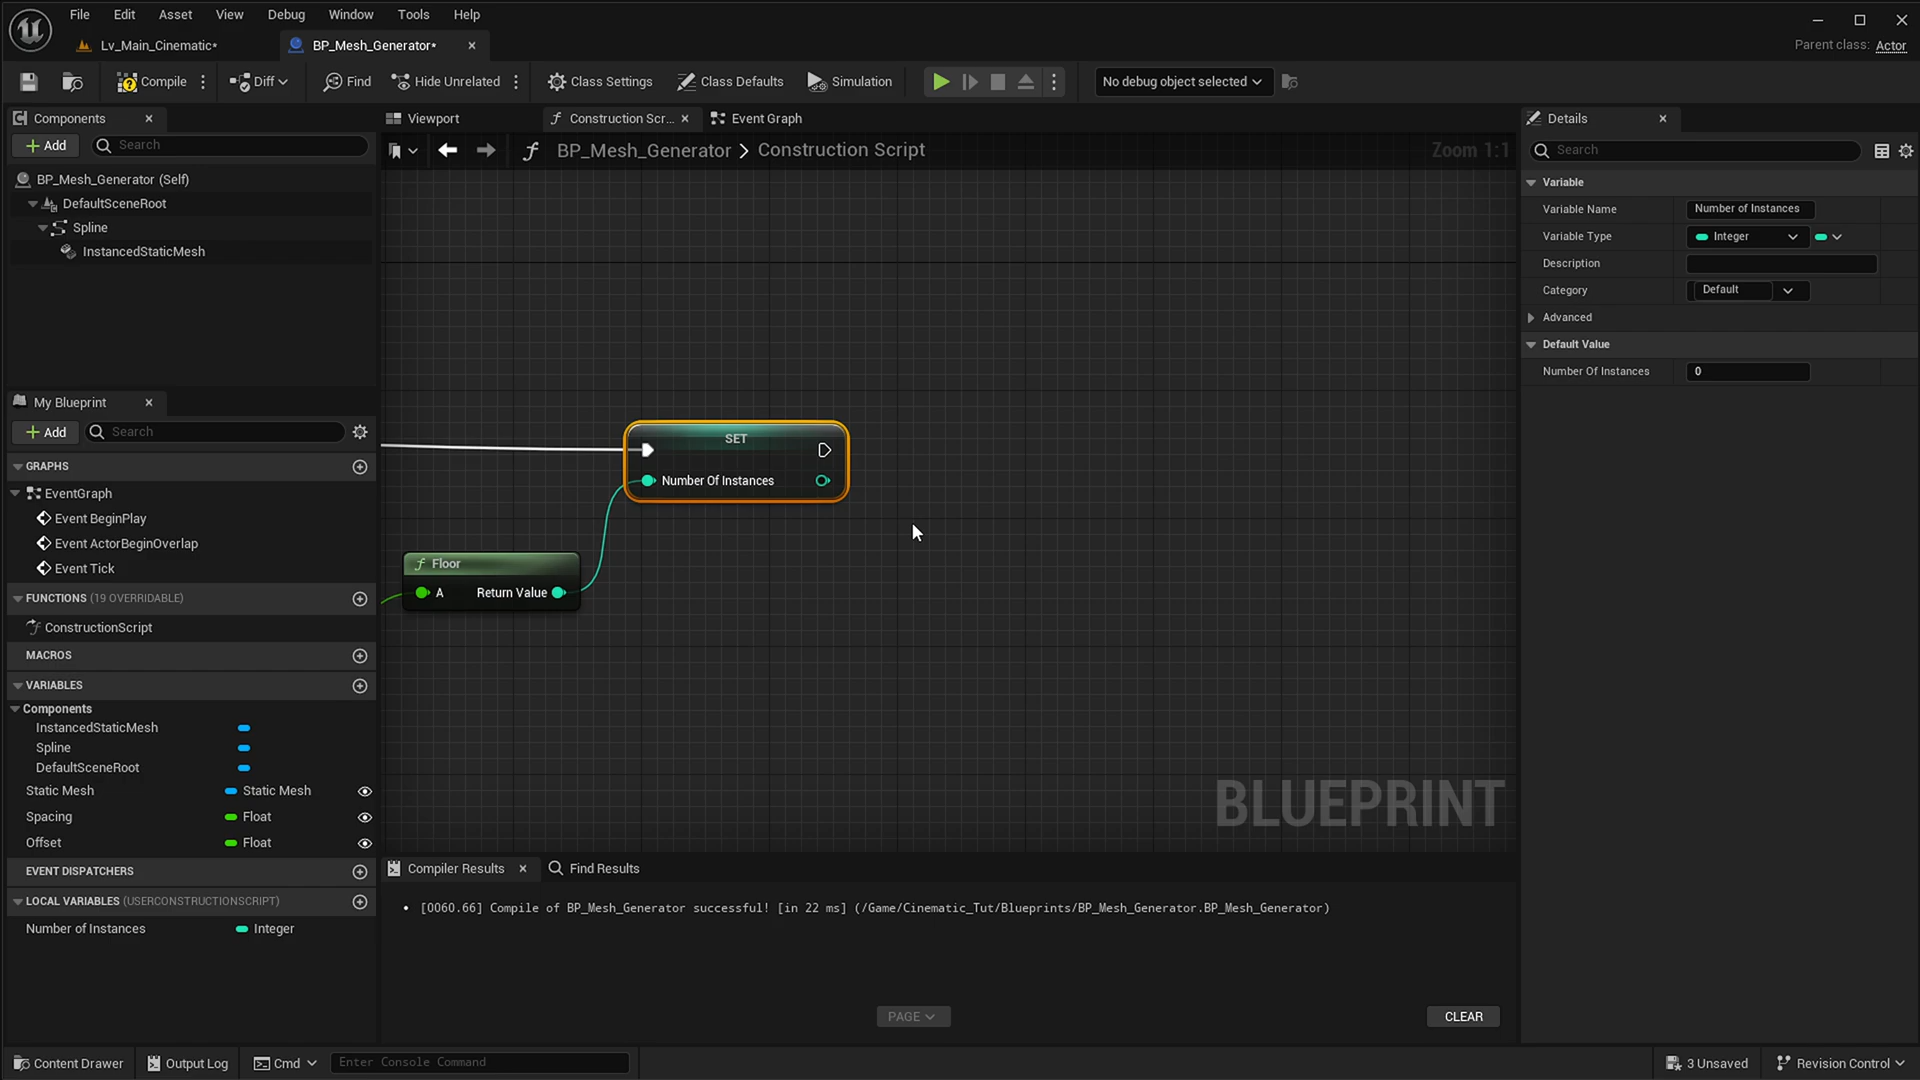 File Edit Asset View Debug Window Tools Help
Lv_Main_Cinematic*
BP_Mesh_Generator*
Parent class: Actor
Compile
Diff
Find
Hide Unrelated
Class Settings
Class Defaults
Simulation
No debug object selected
Components
Add
Search
BP_Mesh_Generator (Self)
DefaultSceneRoot
Spline
InstancedStaticMesh
My Blueprint
Add
Search
GRAPHS
EventGraph
Event BeginPlay
Event ActorBeginOverlap
Event Tick
FUNCTIONS (19 OVERRIDABLE)
ConstructionScript
MACROS
VARIABLES
Components
InstancedStaticMesh
Spline
DefaultSceneRoot
Static Mesh Static Mesh
Spacing Float
Offset Float
EVENT DISPATCHERS
LOCAL VARIABLES (USERCONSTRUCTIONSCRIPT)
Number of Instances Integer
Viewport
Construction Scr...
Event Graph
BP_Mesh_Generator > Construction Script
Zoom 1:1
SET
Number Of Instances
Floor
A Return Value
BLUEPRINT
Compiler Results
Find Results
• [0060.66] Compile of BP_Mesh_Generator successful! [in 22 ms] (/Game/Cinematic_Tut/Blueprints/BP_Mesh_Generator.BP_Mesh_Generator)
PAGE
CLEAR
Details
Search
Variable
Variable Name Number of Instances
Variable Type Integer
Description
Category Default
Advanced
Default Value
Number Of Instances 0
Content Drawer
Output Log
Cmd
Enter Console Command
3 Unsaved
Revision Control